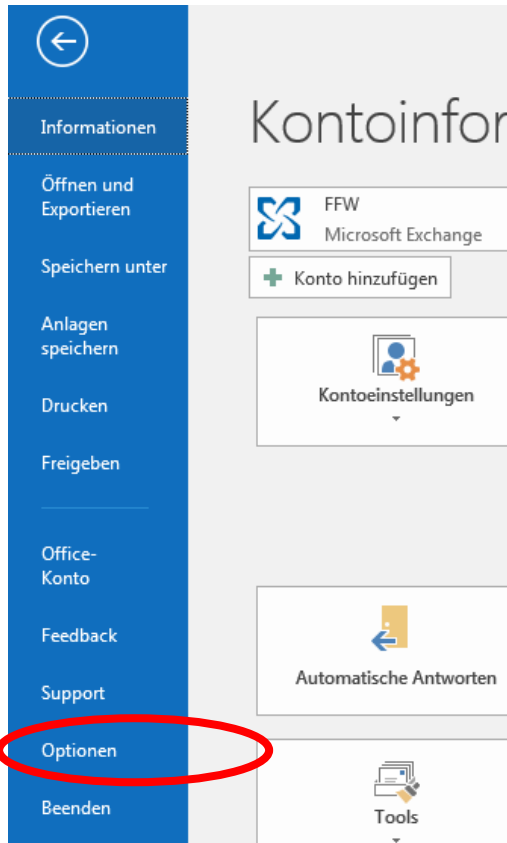 Informationen
Öffnen und
Exportieren
Speichern unter
Anlagen
speichern
Drucken
Freigeben
Office-
Konto
Feedback
Support
Optionen
Beenden
Kontoinfor
FFW
Microsoft Exchange
Konto hinzufügen
Kontoeinstellungen
Automatische Antworten
Tools